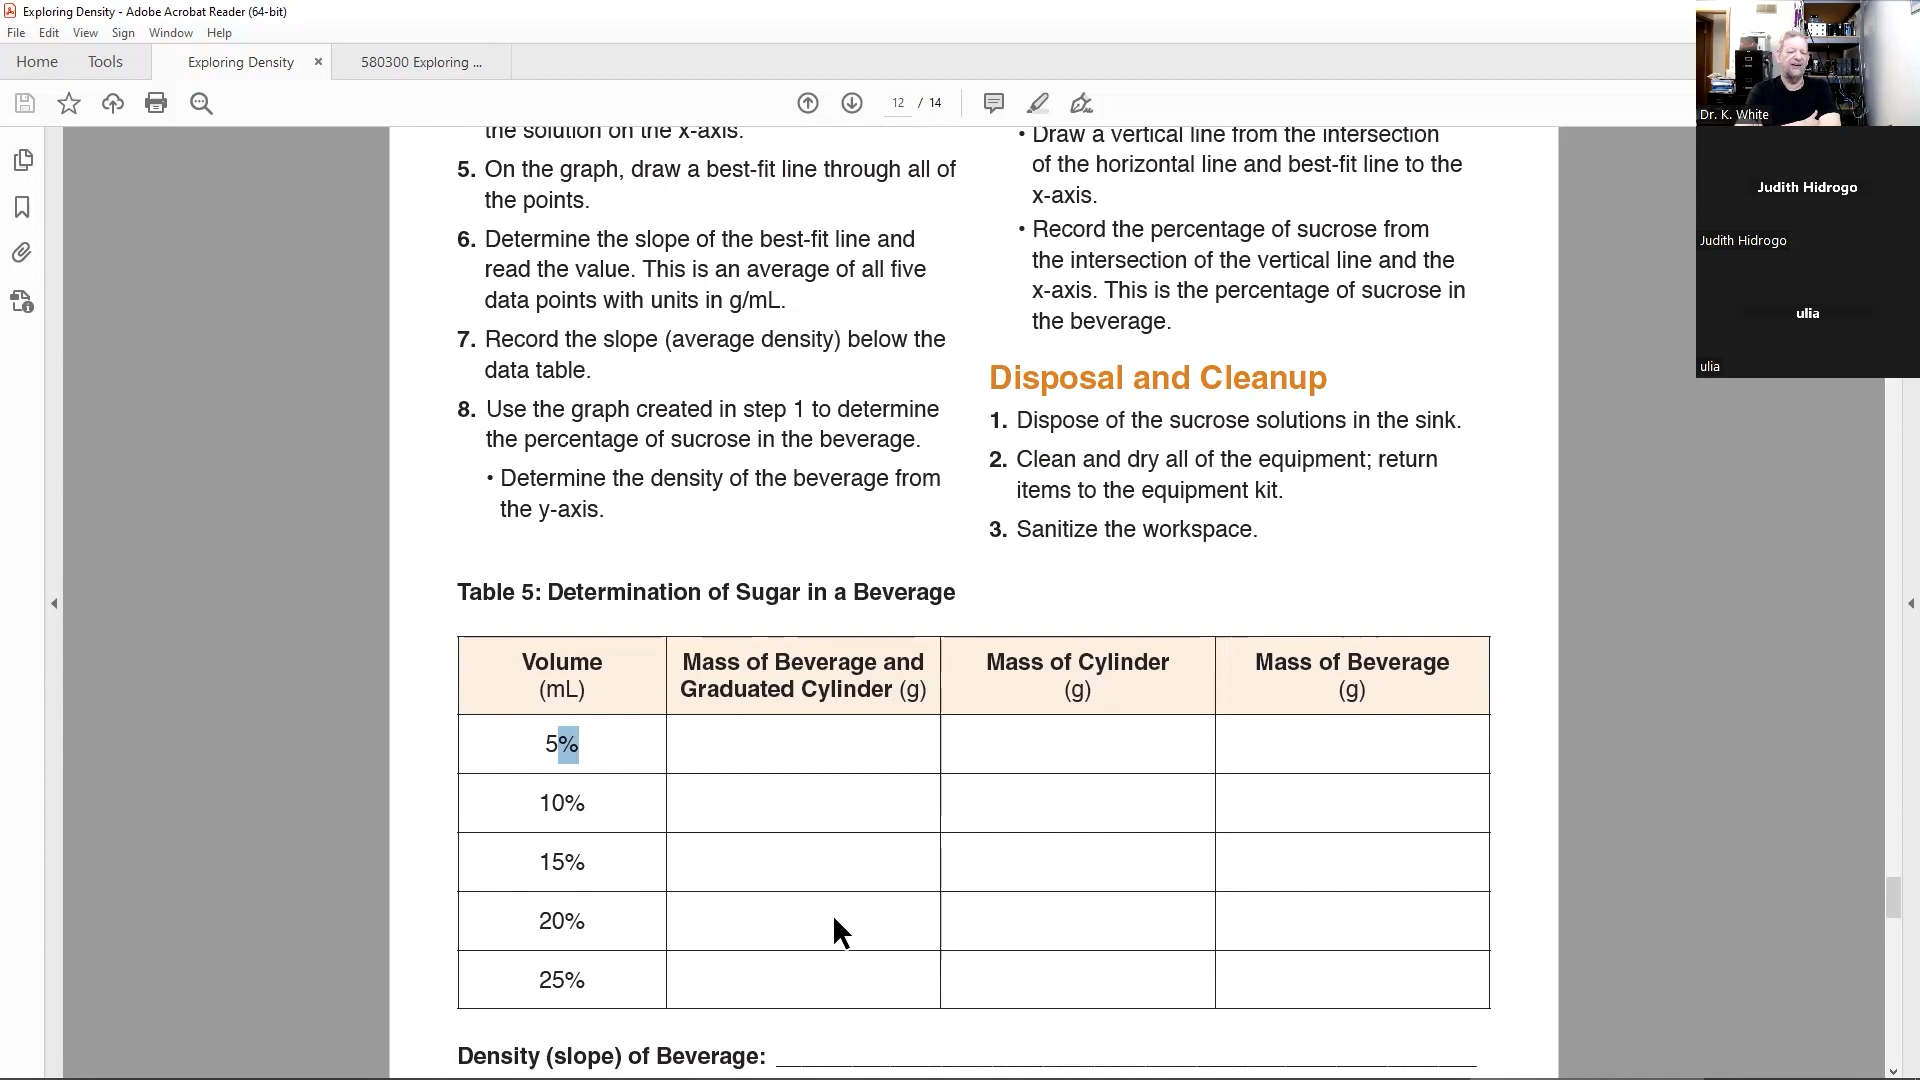 Exploring Density - Adobe Acrobat Reader (64-bit)
File Edit View Sign Window Help
Home Tools Exploring Density × 580300 Exploring ...
12 / 14
the solution on the x-axis.
5. On the graph, draw a best-fit line through all of
the points.
6. Determine the slope of the best-fit line and
read the value. This is an average of all five
data points with units in g/mL.
7. Record the slope (average density) below the
data table.
8. Use the graph created in step 1 to determine
the percentage of sucrose in the beverage.
• Determine the density of the beverage from
the y-axis.
• Draw a vertical line from the intersection
of the horizontal line and best-fit line to the
x-axis.
• Record the percentage of sucrose from
the intersection of the vertical line and the
x-axis. This is the percentage of sucrose in
the beverage.
Disposal and Cleanup
1. Dispose of the sucrose solutions in the sink.
2. Clean and dry all of the equipment; return
items to the equipment kit.
3. Sanitize the workspace.
Table 5: Determination of Sugar in a Beverage
Volume (mL) Mass of Beverage and Graduated Cylinder (g) Mass of Cylinder (g) Mass of Beverage (g)
5%
10%
15%
20%
25%
Density (slope) of Beverage:
Dr. K. White
Judith Hidrogo
Judith Hidrogo
ulia
ulia